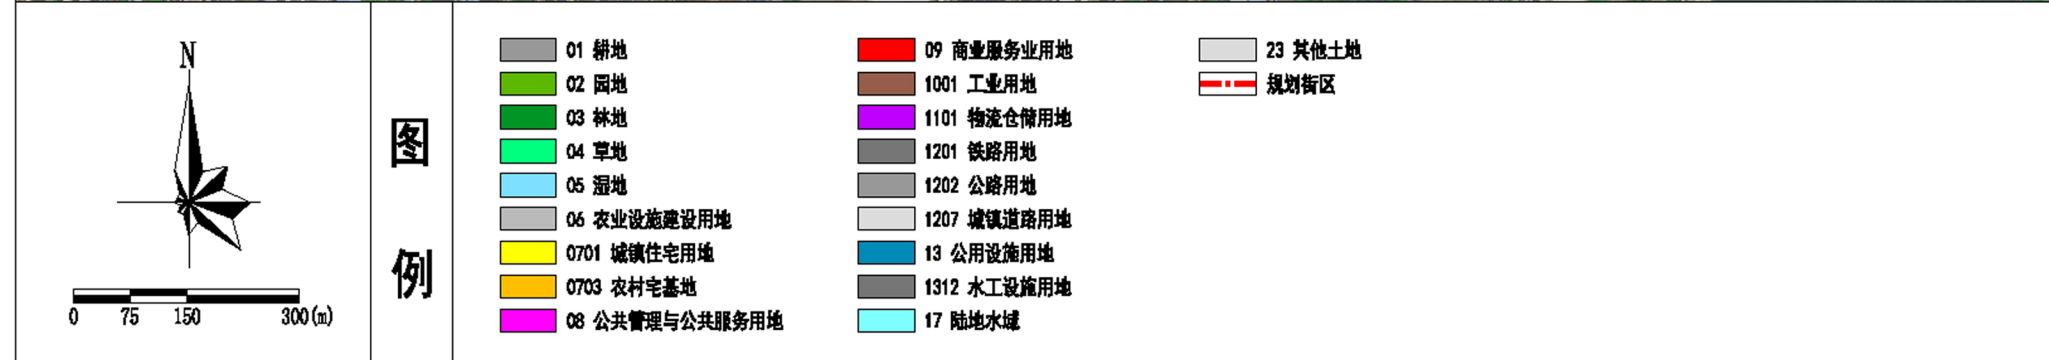 N
0 75 150 300(m)
图例
01 耕地
02 园地
03 林地
04 草地
05 湿地
06 农业设施建设用地
0701 城镇住宅用地
0703 农村宅基地
08 公共管理与公共服务用地
09 商业服务业用地
1001 工业用地
1101 物流仓储用地
1201 铁路用地
1202 公路用地
1207 城镇道路用地
13 公用设施用地
1312 水工设施用地
17 陆地水域
23 其他土地
规划街区